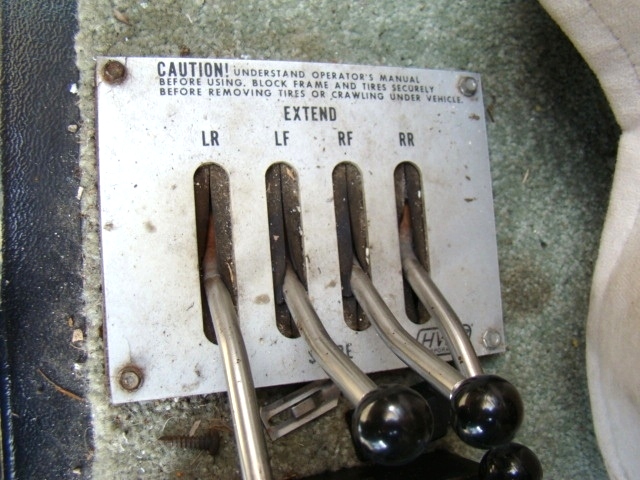 CAUTION! UNDERSTAND OPERATOR'S MANUAL
BEFORE USING. BLOCK FRAME AND TIRES SECURELY
BEFORE REMOVING TIRES OR CRAWLING UNDER VEHICLE.
EXTEND
LR LF RF RR